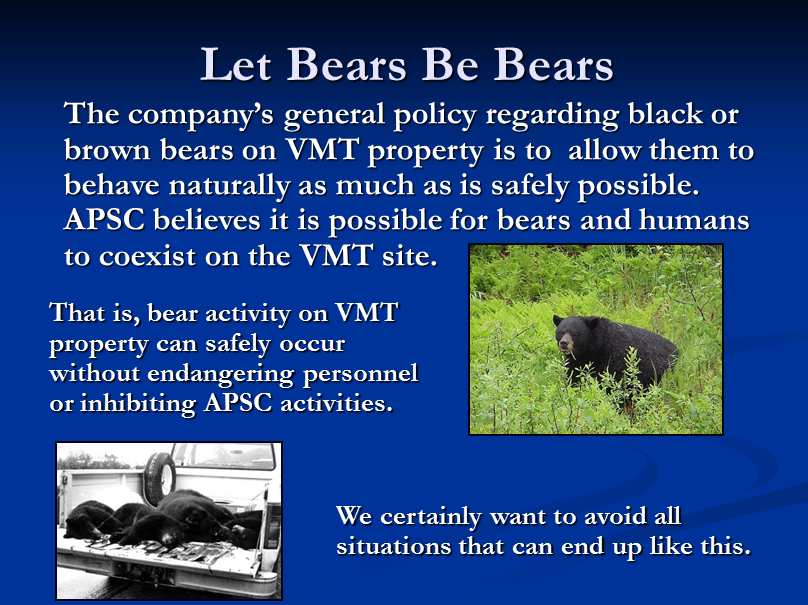 Let Bears Be Bears
The company’s general policy regarding black or
brown bears on VMT property is to  allow them to
behave naturally as much as is safely possible.
APSC believes it is possible for bears and humans
to coexist on the VMT site.
That is, bear activity on VMT
property can safely occur
without endangering personnel
or inhibiting APSC activities.
We certainly want to avoid all
situations that can end up like this.